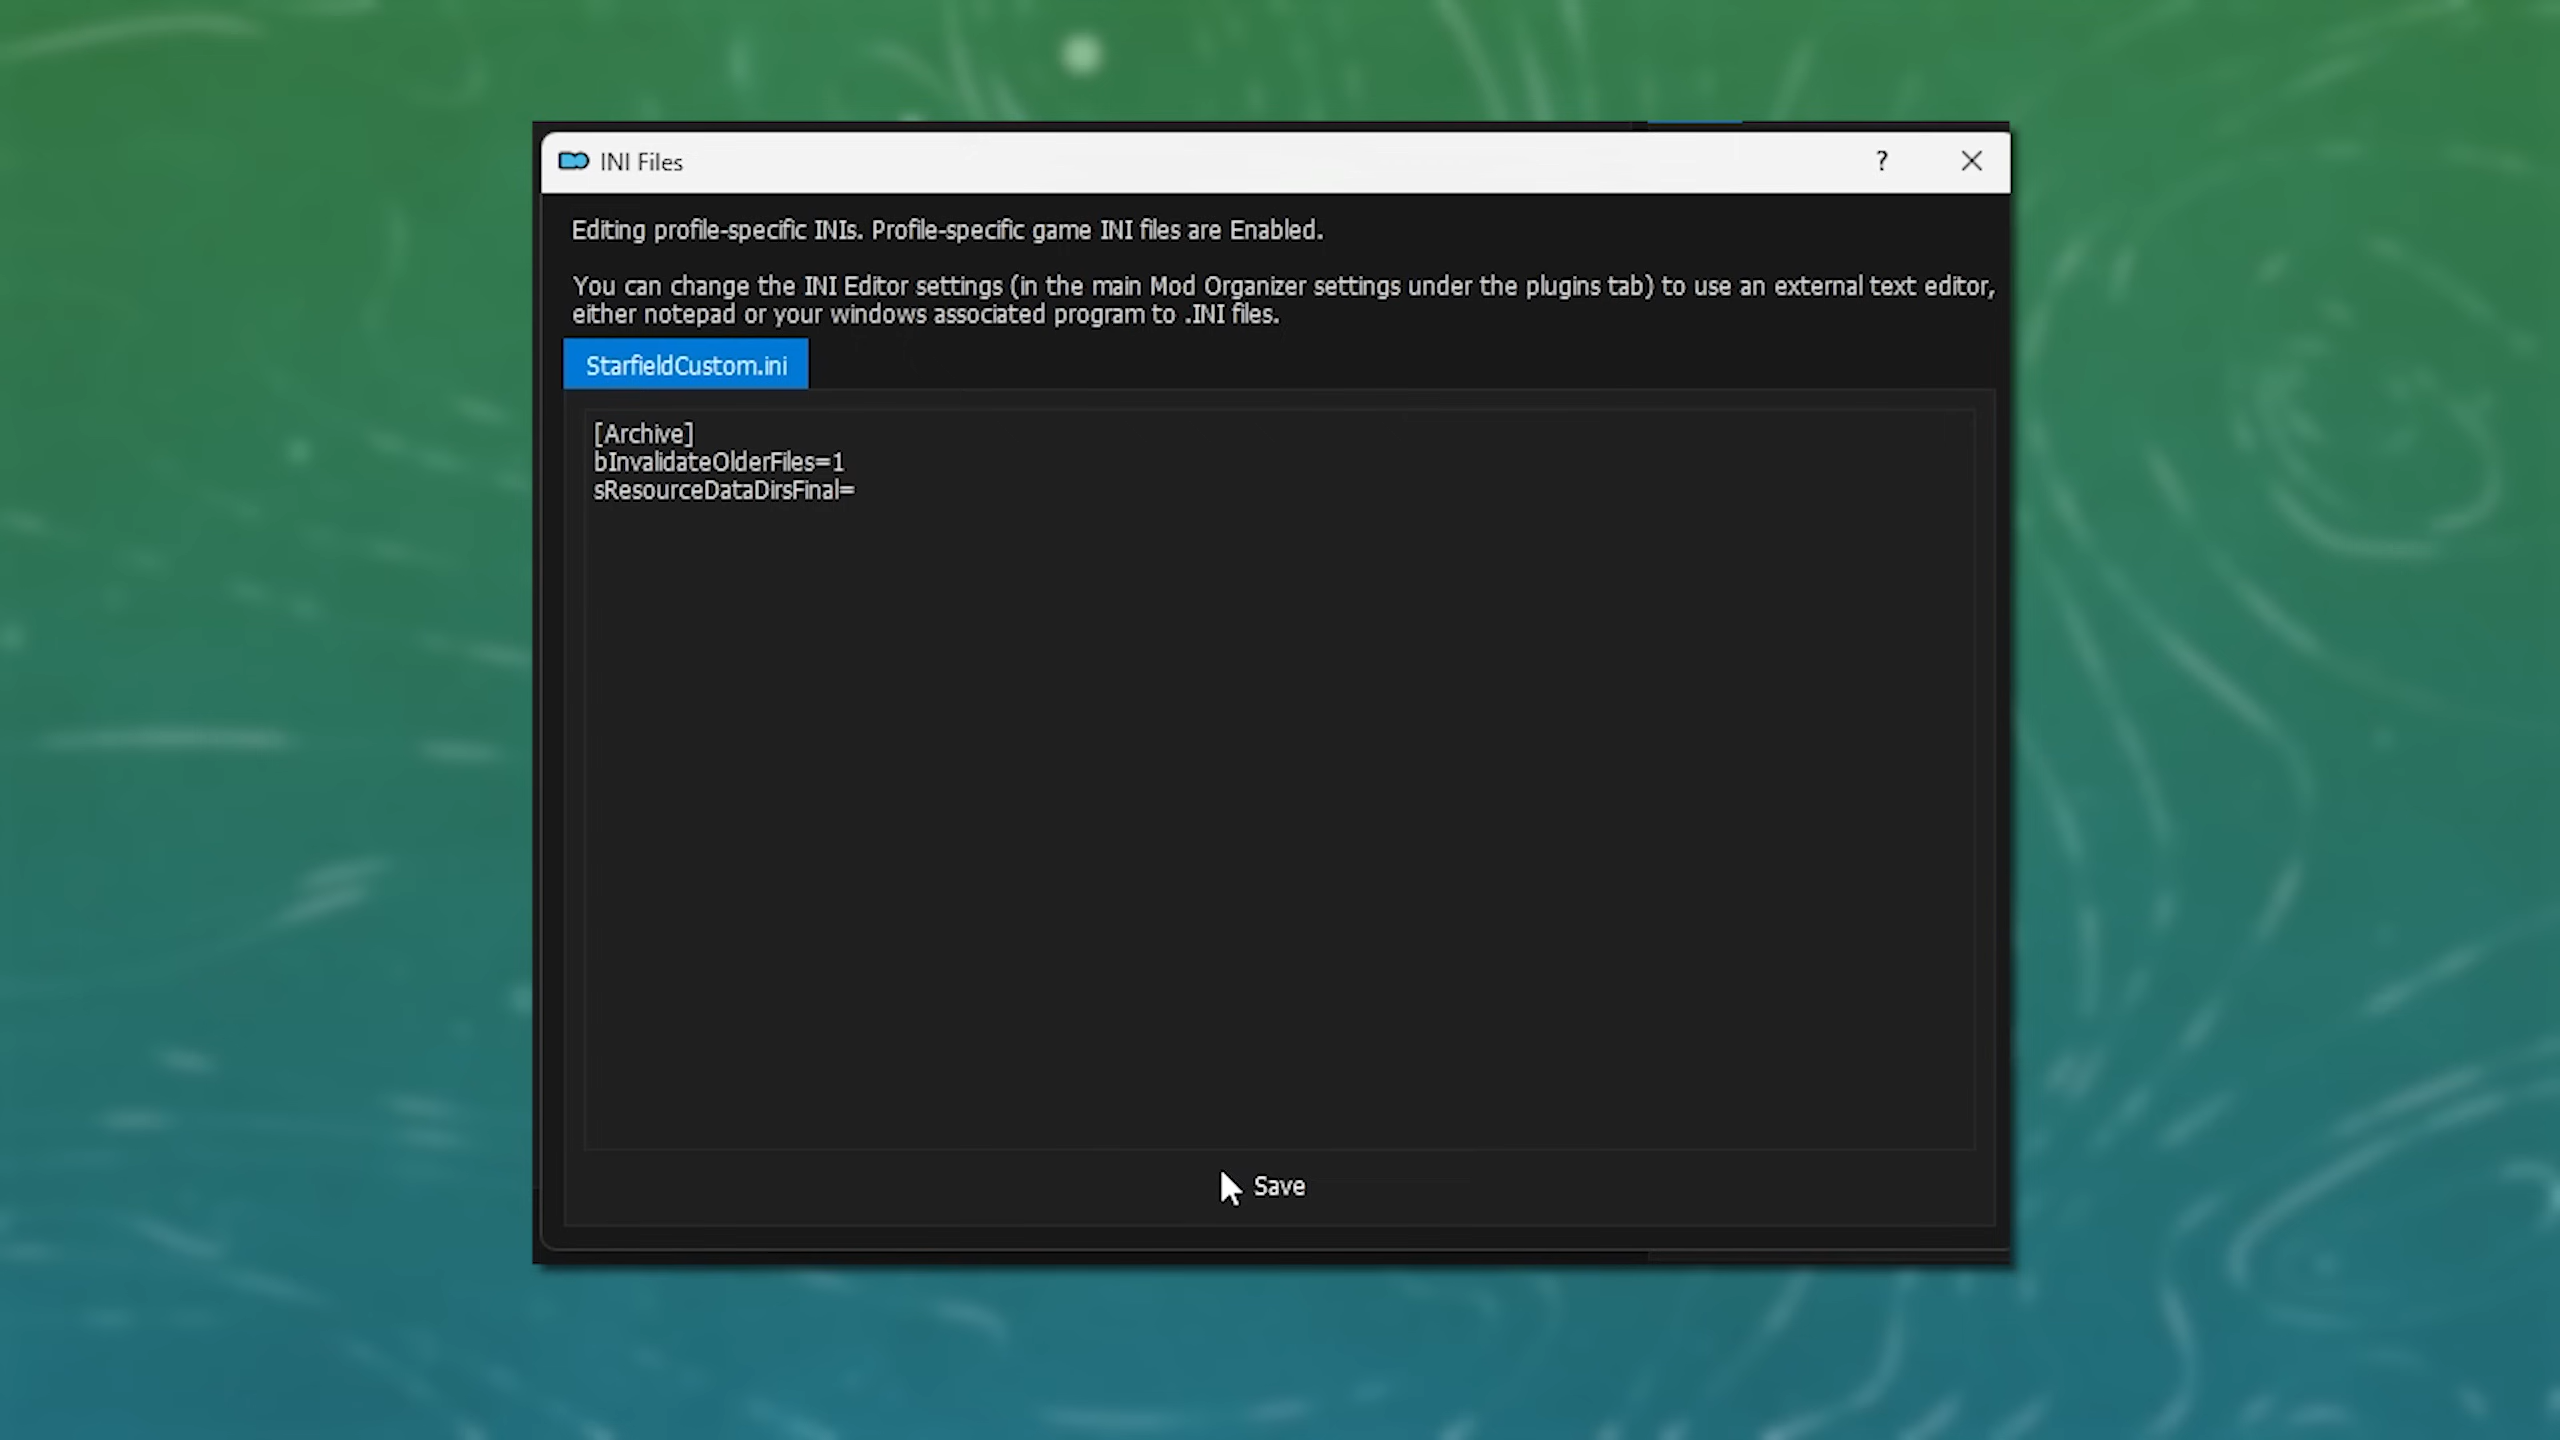 INI Files
?
Editing profile-specific INIs. Profile-specific game INI files are Enabled.
You can change the INI Editor settings (in the main Mod Organizer settings under the plugins tab) to use an external text editor,
either notepad or your windows associated program to .INI files.
StarfieldCustom.ini
[Archive]
bInvalidateOlderFiles=1
sResourceDataDirsFinal=
Save